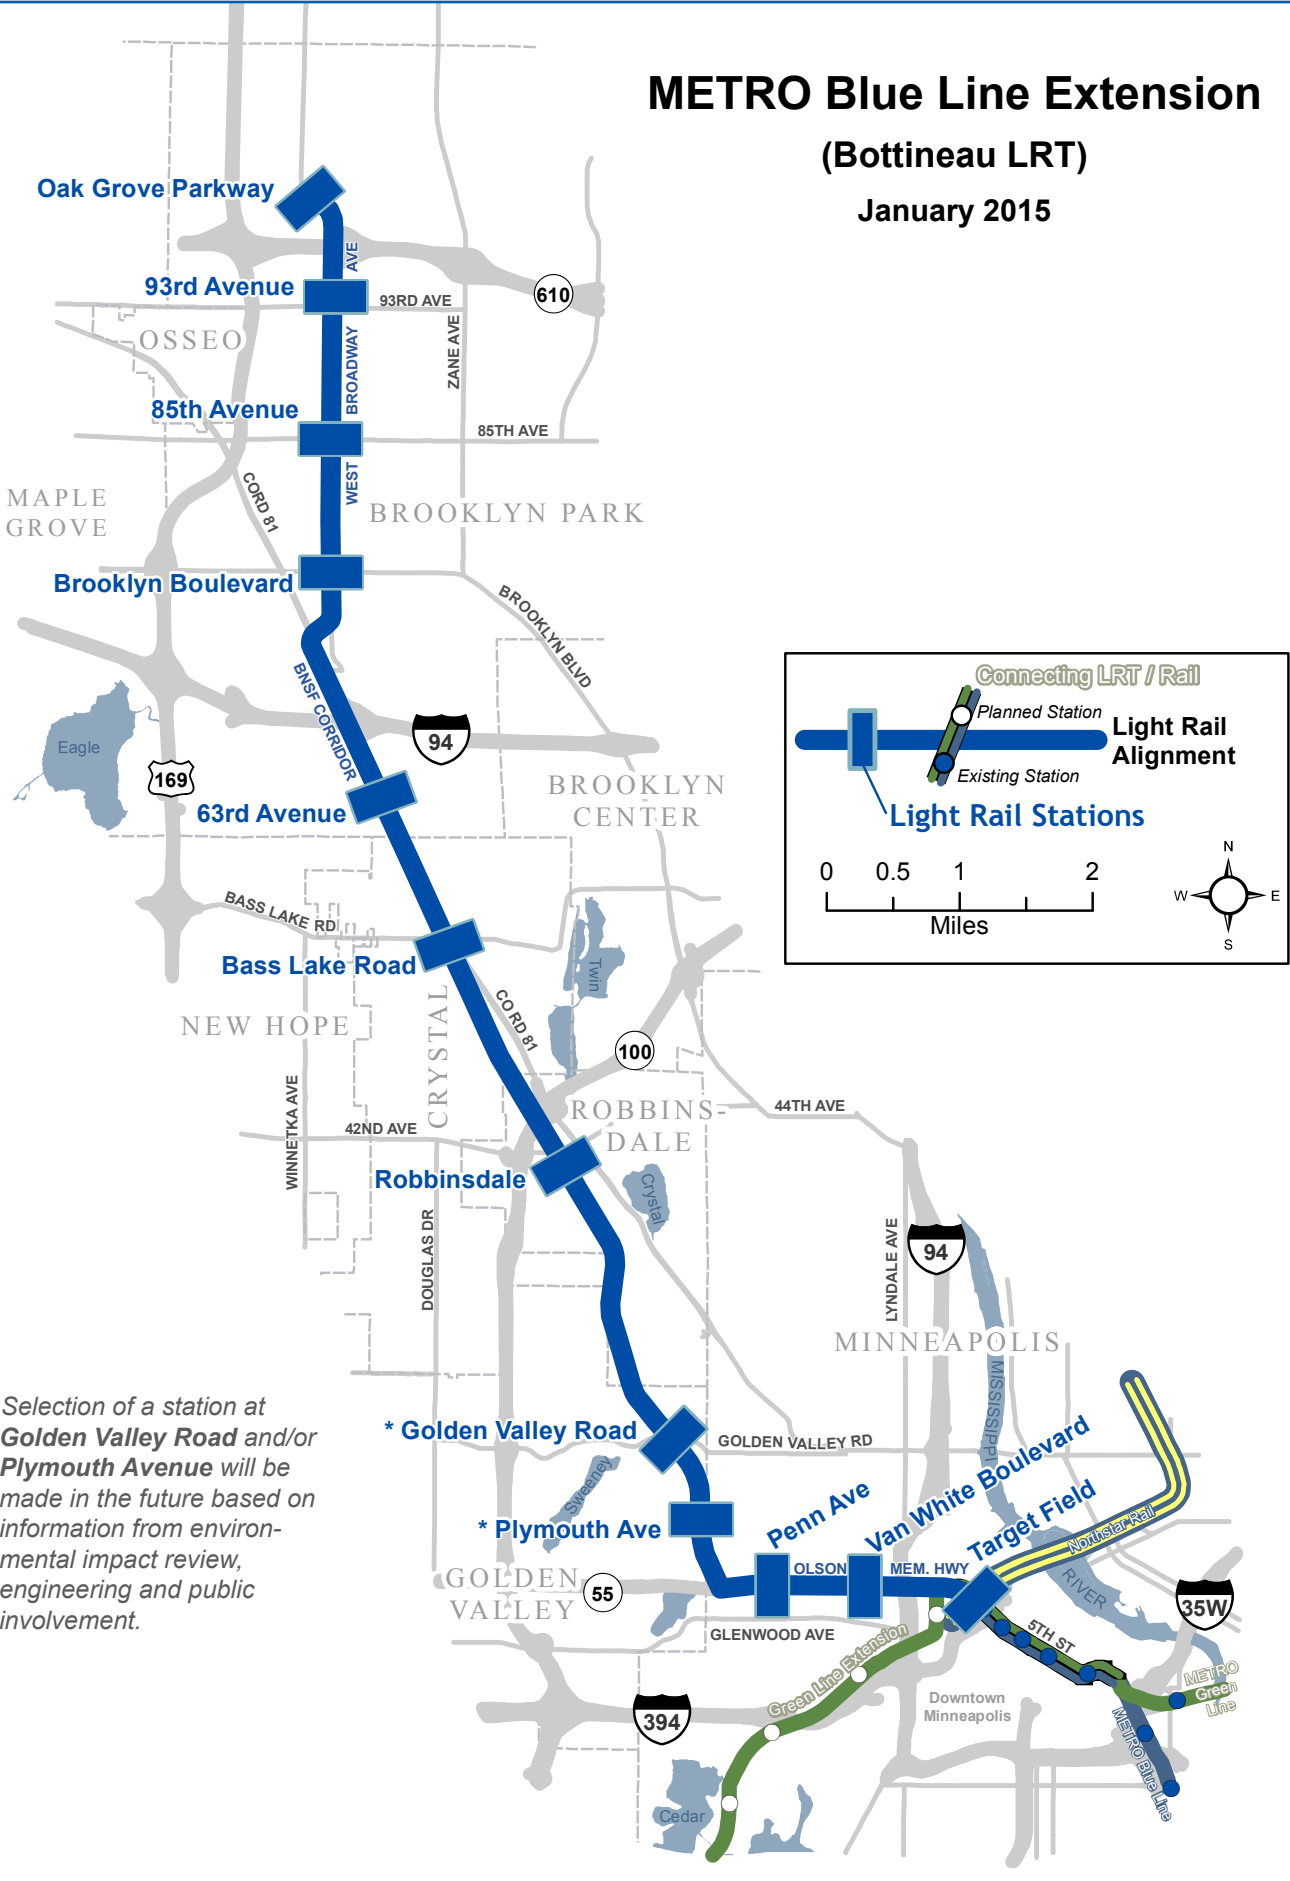 METRO Blue Line Extension
(Bottineau LRT)
January 2015
Oak Grove Parkway
AVE
93rd Avenue
93RD AVE
610
OSSEO
BROADWAY
ZANE AVE
85th Avenue
85TH AVE
WEST
CORD 81
MAPLE
GROVE
BROOKLYN PARK
Brooklyn Boulevard
BROOKLYN BLVD
BNSF CORRIDOR
94
Eagle
169
63rd Avenue
BROOKLYN
CENTER
Connecting LRT / Rail
Planned Station
Light Rail
Alignment
Existing Station
Light Rail Stations
0 0.5 1 2
Miles
N
W E
S
BASS LAKE RD
Bass Lake Road
Twin
NEW HOPE
CRYSTAL
CO RD 81
100
WINNETKA AVE
42ND AVE
ROBBINS-
DALE
44TH AVE
Robbinsdale
Crystal
DOUGLAS DR
LYNDALE AVE
94
MINNEAPOLIS
MISSISSIPPI
Selection of a station at
Golden Valley Road and/or
Plymouth Avenue will be
made in the future based on
information from environ-
mental impact review,
engineering and public
involvement.
* Golden Valley Road
GOLDEN VALLEY RD
Sweeney
* Plymouth Ave
Penn Ave
Van White Boulevard
Target Field
Northstar Rail
OLSON
MEM. HWY
RIVER
GOLDEN
VALLEY
55
35W
GLENWOOD AVE
5TH ST
Green Line Extension
METRO
Green
Line
394
Downtown
Minneapolis
METRO Blue Line
Cedar